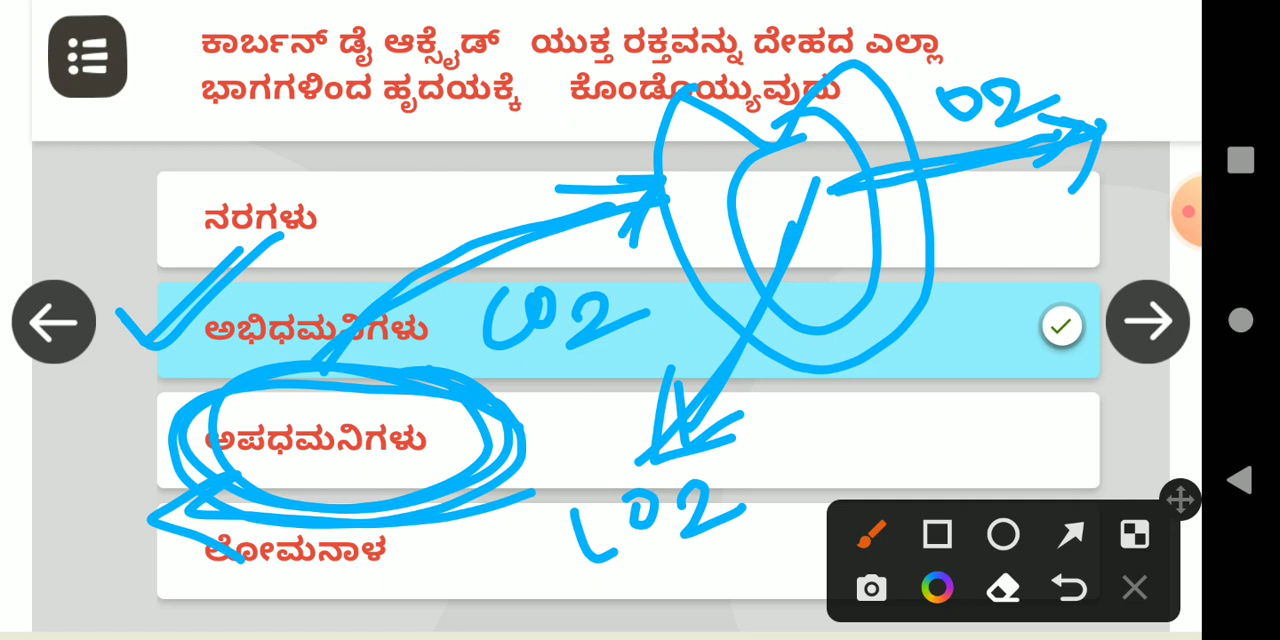 ಕಾರ್ಬನ್ ಡೈ ಆಕ್ಸೈಡ್ ಯುಕ್ತ ರಕ್ತವನ್ನು ದೇಹದ ಎಲ್ಲಾ
ಭಾಗಗಳಿಂದ ಹೃದಯಕ್ಕೆ ಕೊಂಡೊಯ್ಯುವುದು
O2
ನರಗಳು
ಅಭಿಧಮನಿಗಳು
CO2
ಅಪಧಮನಿಗಳು
CO2
ಲೋಮನಾಳ